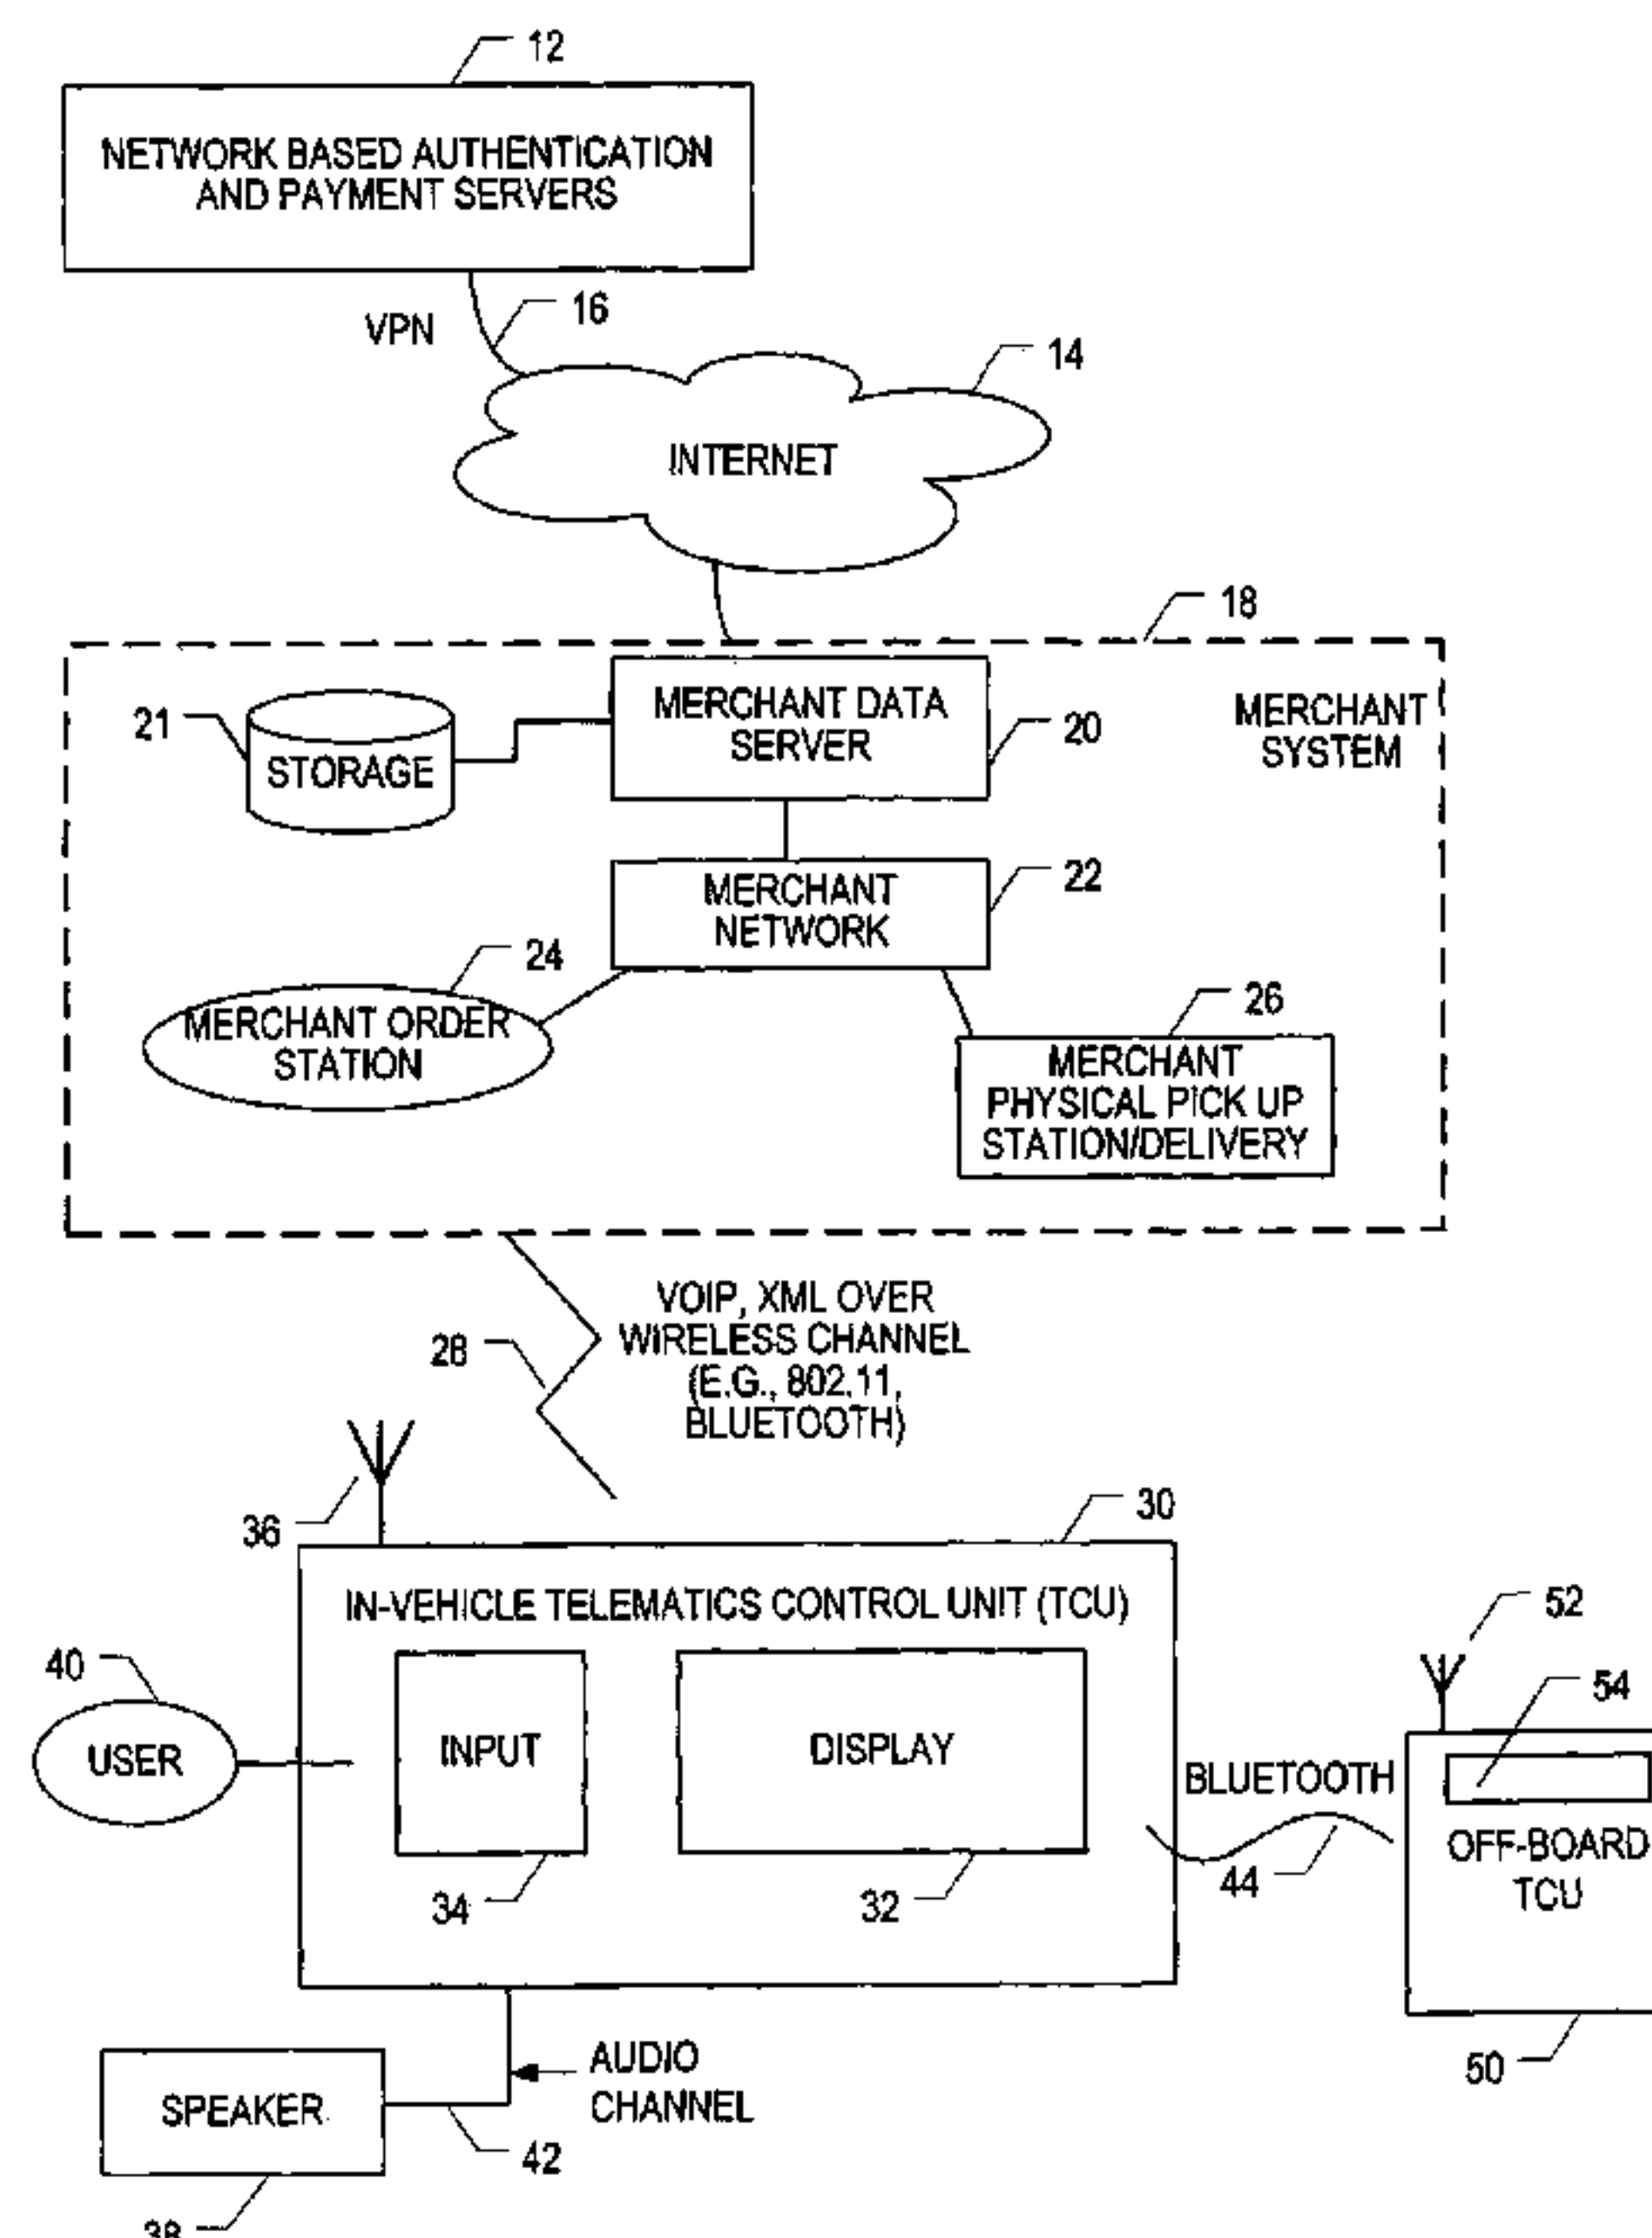 12
NETWORK BASED AUTHENTICATION
AND PAYMENT SERVERS
VPN
16
14
INTERNET
18
21
STORAGE
MERCHANT DATA
SERVER
20
MERCHANT
SYSTEM
MERCHANT
NETWORK
22
24
MERCHANT ORDER
STATION
26
MERCHANT
PHYSICAL PICK UP
STATION/DELIVERY
28
VOIP, XML OVER
WIRELESS CHANNEL
(E.G., 802.11,
BLUETOOTH)
36
30
IN-VEHICLE TELEMATICS CONTROL UNIT (TCU)
40
USER
INPUT
DISPLAY
34
32
BLUETOOTH
44
52
54
OFF-BOARD
TCU
50
SPEAKER
AUDIO
CHANNEL
42
38